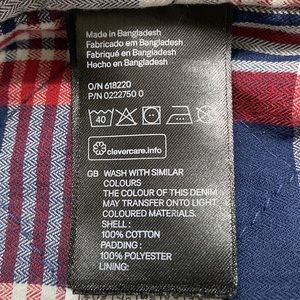 Made in Bangladesh
Fabricado em Bangladesh
Fabriqué en Bangladesh
Hecho en Bangladesh
O/N 618220
P/N 0222750 0
40
clevercare.info
GB WASH WITH SIMILAR
COLOURS
THE COLOUR OF THIS DENIM
MAY TRANSFER ONTO LIGHT
COLOURED MATERIALS.
SHELL:
100% COTTON
PADDING:
100% POLYESTER
LINING: